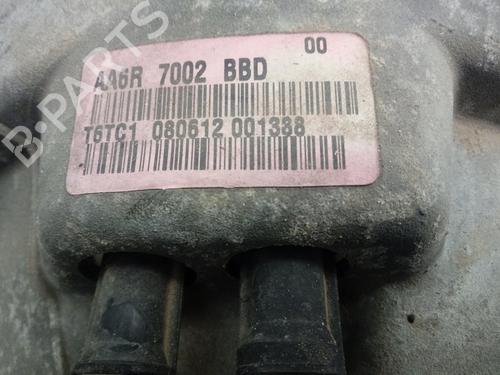 00
AA6R 7002 BBD
T6TC1 080612 001388
B-PARTS